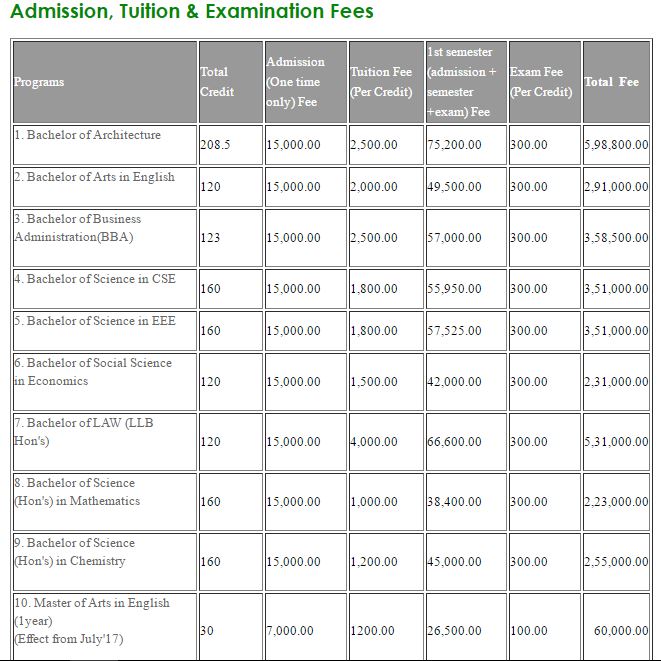 Admission, Tuition & Examination Fees
Programs
Total
Credit
Admission
(One time
only) Fee
Tuition Fee
(Per Credit)
1st semester
(admission +
semester
+exam) Fee
Exam Fee
(Per Credit)
Total Fee
1. Bachelor of Architecture
208.5 15,000.00 2,500.00 75,200.00 300.00 5,98,800.00
2. Bachelor of Arts in English
120 15,000.00 2,000.00 49,500.00 300.00 2,91,000.00
3. Bachelor of Business
Administration(BBA) 123 15,000.00 2,500.00 57,000.00 300.00 3,58,500.00
4. Bachelor of Science in CSE
160 15,000.00 1,800.00 55,950.00 300.00 3,51,000.00
5. Bachelor of Science in EEE
160 15,000.00 1,800.00 57,525.00 300.00 3,51,000.00
6. Bachelor of Social Science
in Economics 120 15,000.00 1,500.00 42,000.00 300.00 2,31,000.00
7. Bachelor of LAW (LLB
Hon's) 120 15,000.00 4,000.00 66,600.00 300.00 5,31,000.00
8. Bachelor of Science
(Hon's) in Mathematics 160 15,000.00 1,000.00 38,400.00 300.00 2,23,000.00
9. Bachelor of Science
(Hon's) in Chemistry 160 15,000.00 1,200.00 45,000.00 300.00 2,55,000.00
10. Master of Arts in English
(1year)
(Effect from July'17) 30 7,000.00 1200.00 26,500.00 100.00 60,000.00